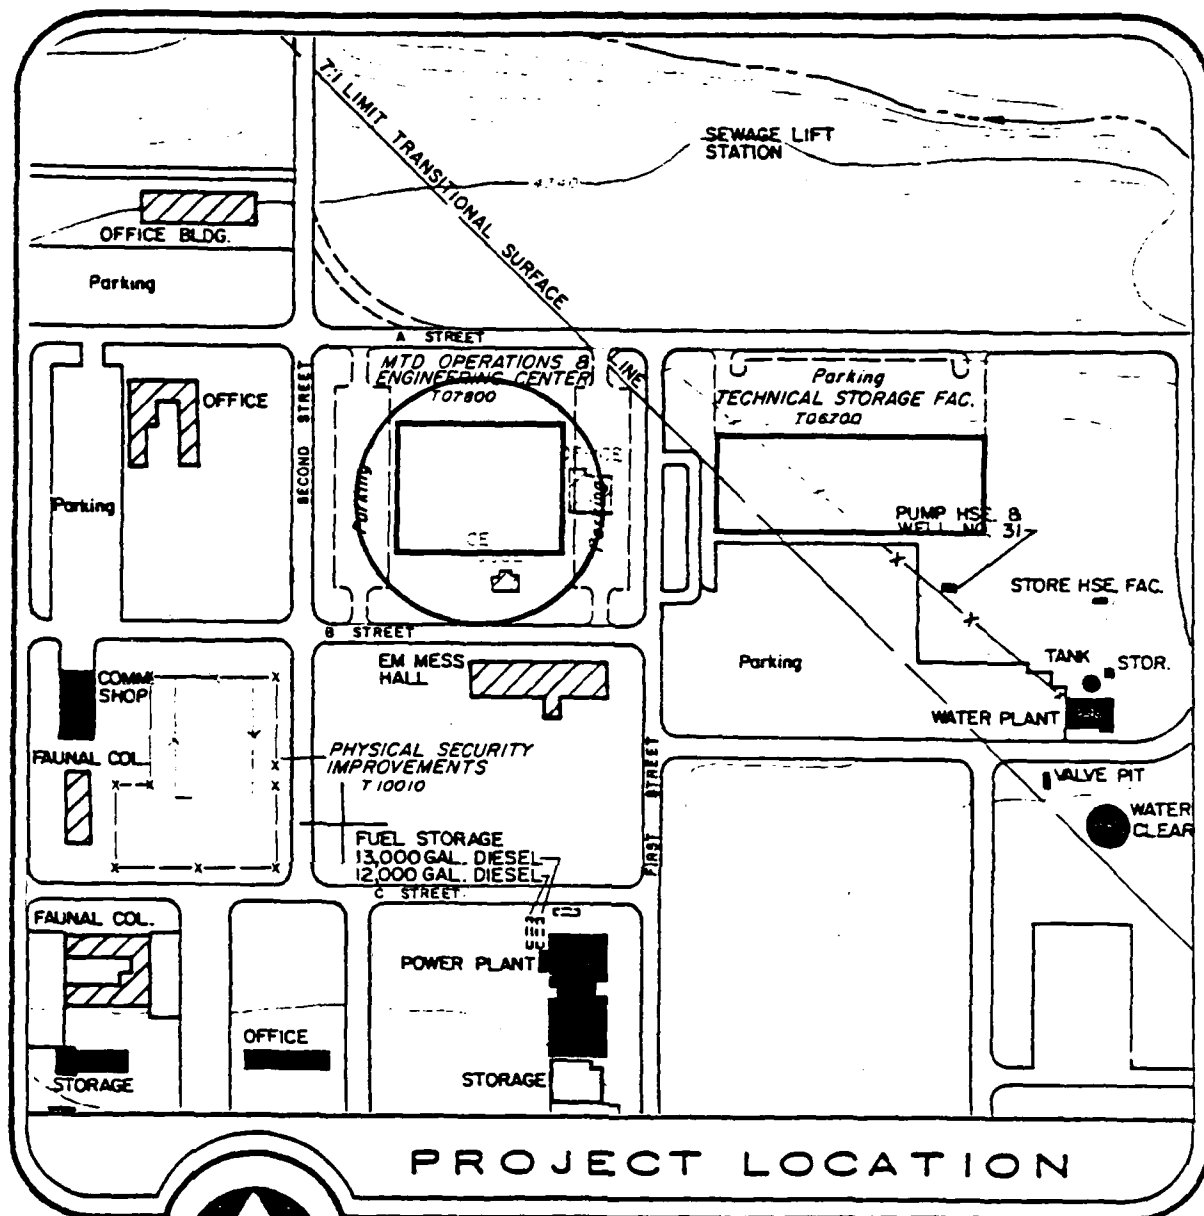 7:1 LIMIT TRANSITIONAL SURFACE
LINE
SEWAGE LIFT
STATION
4740
OFFICE BLDG.
Parking
A STREET
MTD OPERATIONS &
ENGINEERING CENTER
T07800
Parking
TECHNICAL STORAGE FAC.
T06700
OFFICE
SECOND STREET
Parking
Parking
Parking
CE
PUMP HSE. &
WELL NO. 31
STORE HSE. FAC.
B STREET
EM MESS
HALL
Parking
TANK
STOR.
WATER PLANT
COMM
SHOP
FAUNAL COL.
PHYSICAL SECURITY
IMPROVEMENTS
T 10010
FIRST STREET
VALVE PIT
WATER
CLEAR
FUEL STORAGE
13,000 GAL. DIESEL
12,000 GAL. DIESEL
C STREET
FAUNAL COL.
POWER PLANT
OFFICE
STORAGE
STORAGE
PROJECT LOCATION